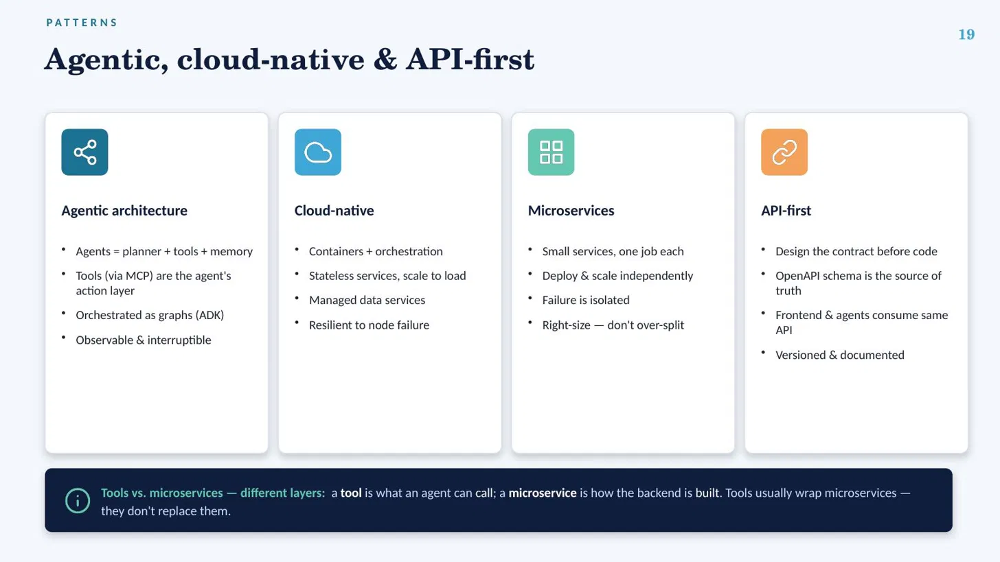 PATTERNS
19
Agentic, cloud-native & API-first
Agentic architecture
• Agents = planner + tools + memory
• Tools (via MCP) are the agent's
action layer
• Orchestrated as graphs (ADK)
• Observable & interruptible
Cloud-native
• Containers + orchestration
• Stateless services, scale to load
• Managed data services
• Resilient to node failure
Microservices
• Small services, one job each
• Deploy & scale independently
• Failure is isolated
• Right-size — don't over-split
API-first
• Design the contract before code
• OpenAPI schema is the source of
truth
• Frontend & agents consume same
API
• Versioned & documented
Tools vs. microservices — different layers: a tool is what an agent can call; a microservice is how the backend is built. Tools usually wrap microservices —
they don't replace them.